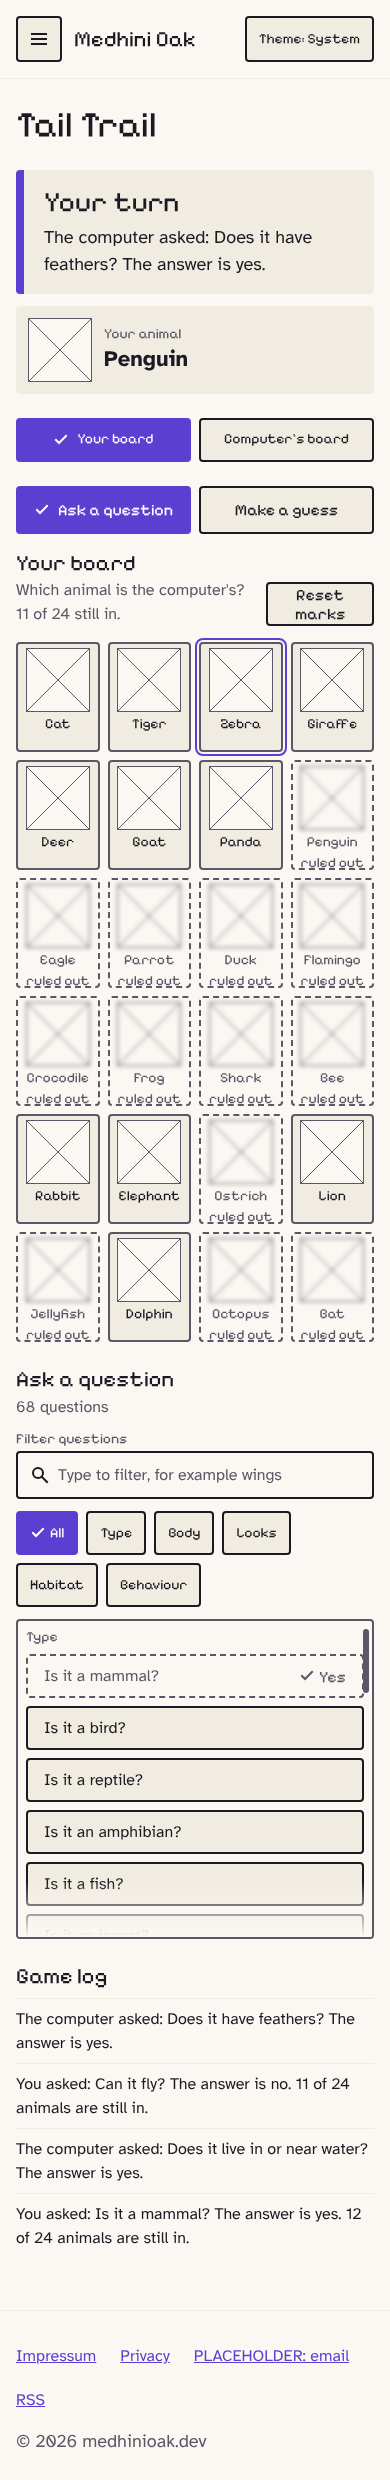 Medhini Oak
Theme: System
Tail Trail
Your turn
The computer asked: Does it have
feathers? The answer is yes.
Your animal
Penguin
Your board
Computer's board
Ask a question
Make a guess
Your board
Which animal is the computer's?
11 of 24 still in.
Reset
marks
Cat
Tiger
Zebra
Giraffe
Deer
Goat
Panda
Penguin
ruled out
Eagle
ruled out
Parrot
ruled out
Duck
ruled out
Flamingo
ruled out
Crocodile
ruled out
Frog
ruled out
Shark
ruled out
Bee
ruled out
Rabbit
Elephant
Ostrich
ruled out
Lion
Jellyfish
ruled out
Dolphin
Octopus
ruled out
Bat
ruled out
Ask a question
68 questions
Filter questions
Type to filter, for example wings
All
Type
Body
Looks
Habitat
Behaviour
Type
Is it a mammal?
Yes
Is it a bird?
Is it a reptile?
Is it an amphibian?
Is it a fish?
Is it an insect?
Game log
The computer asked: Does it have feathers? The
answer is yes.
You asked: Can it fly? The answer is no. 11 of 24
animals are still in.
The computer asked: Does it live in or near water?
The answer is yes.
You asked: Is it a mammal? The answer is yes. 12
of 24 animals are still in.
Impressum
Privacy
PLACEHOLDER: email
RSS
© 2026 medhinioak.dev